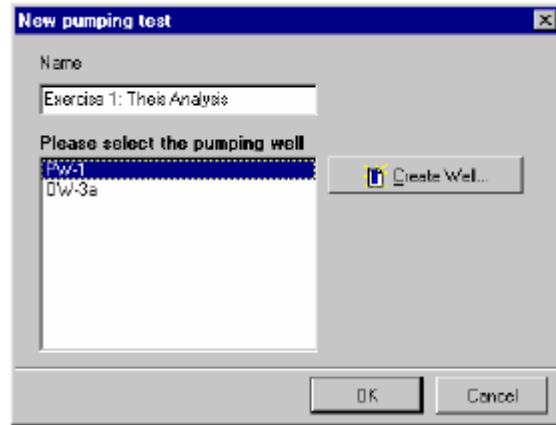 New pumping test
Name
Exercise 1: Theis Analysis
Please select the pumping well
PW-1
OW-3a
Create Well...
OK
Cancel